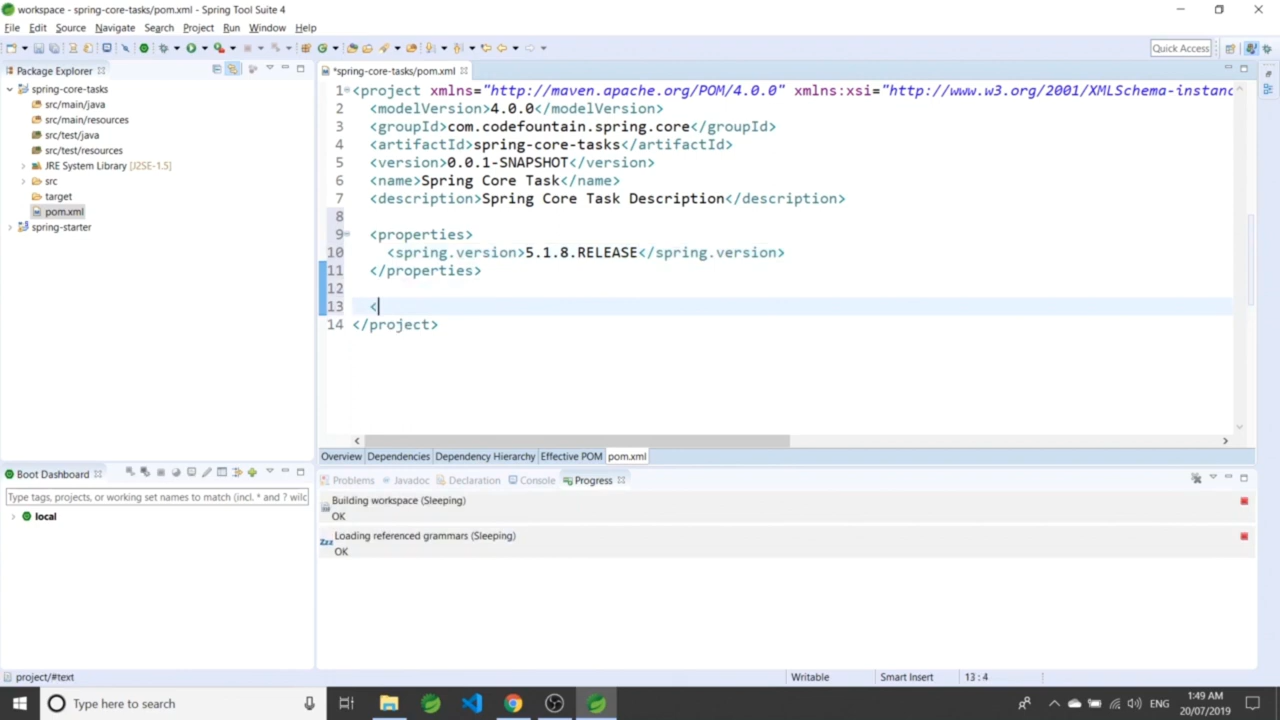 workspace - spring-core-tasks/pom.xml - Spring Tool Suite 4
File Edit Source Navigate Search Project Run Window Help
Quick Access
Package Explorer
spring-core-tasks
src/main/java
src/main/resources
src/test/java
src/test/resources
JRE System Library [J2SE-1.5]
src
target
pom.xml
spring-starter
*spring-core-tasks/pom.xml
1 <project xmlns="http://maven.apache.org/POM/4.0.0" xmlns:xsi="http://www.w3.org/2001/XMLSchema-instanc
2 <modelVersion>4.0.0</modelVersion>
3 <groupId>com.codefountain.spring.core</groupId>
4 <artifactId>spring-core-tasks</artifactId>
5 <version>0.0.1-SNAPSHOT</version>
6 <name>Spring Core Task</name>
7 <description>Spring Core Task Description</description>
8
9 <properties>
10 <spring.version>5.1.8.RELEASE</spring.version>
11 </properties>
12
13 <
14 </project>
Overview Dependencies Dependency Hierarchy Effective POM pom.xml
Boot Dashboard
Type tags, projects, or working set names to match (incl. * and ? wilc
local
Problems Javadoc Declaration Console Progress
Building workspace (Sleeping)
OK
Zzz Loading referenced grammars (Sleeping)
OK
project/#text
Writable Smart Insert 13 : 4
Type here to search
ENG
1:49 AM
20/07/2019